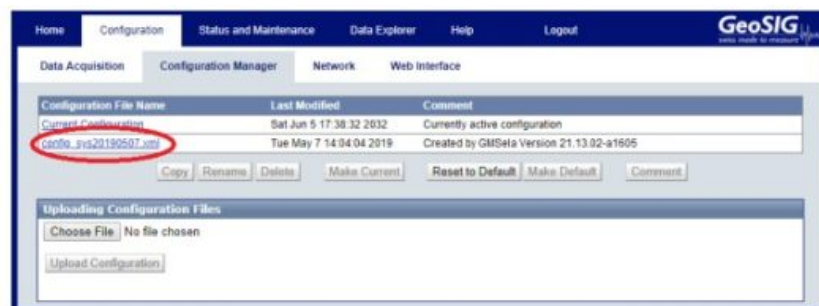 Home Configuration Status and Maintenance Data Explorer Help Logout GeoSIG
swiss made to measure
Data Acquisition Configuration Manager Network Web Interface
Configuration File Name Last Modified Comment
Current Configuration Sat Jun 5 17:38:32 2032 Currently active configuration
config_sys20190507.xml Tue May 7 14:04:04 2019 Created by GMSeta Version 21.13.02-a1605
Copy Rename Delete Make Current Reset to Default Make Default Comment
Uploading Configuration Files
Choose File No file chosen
Upload Configuration